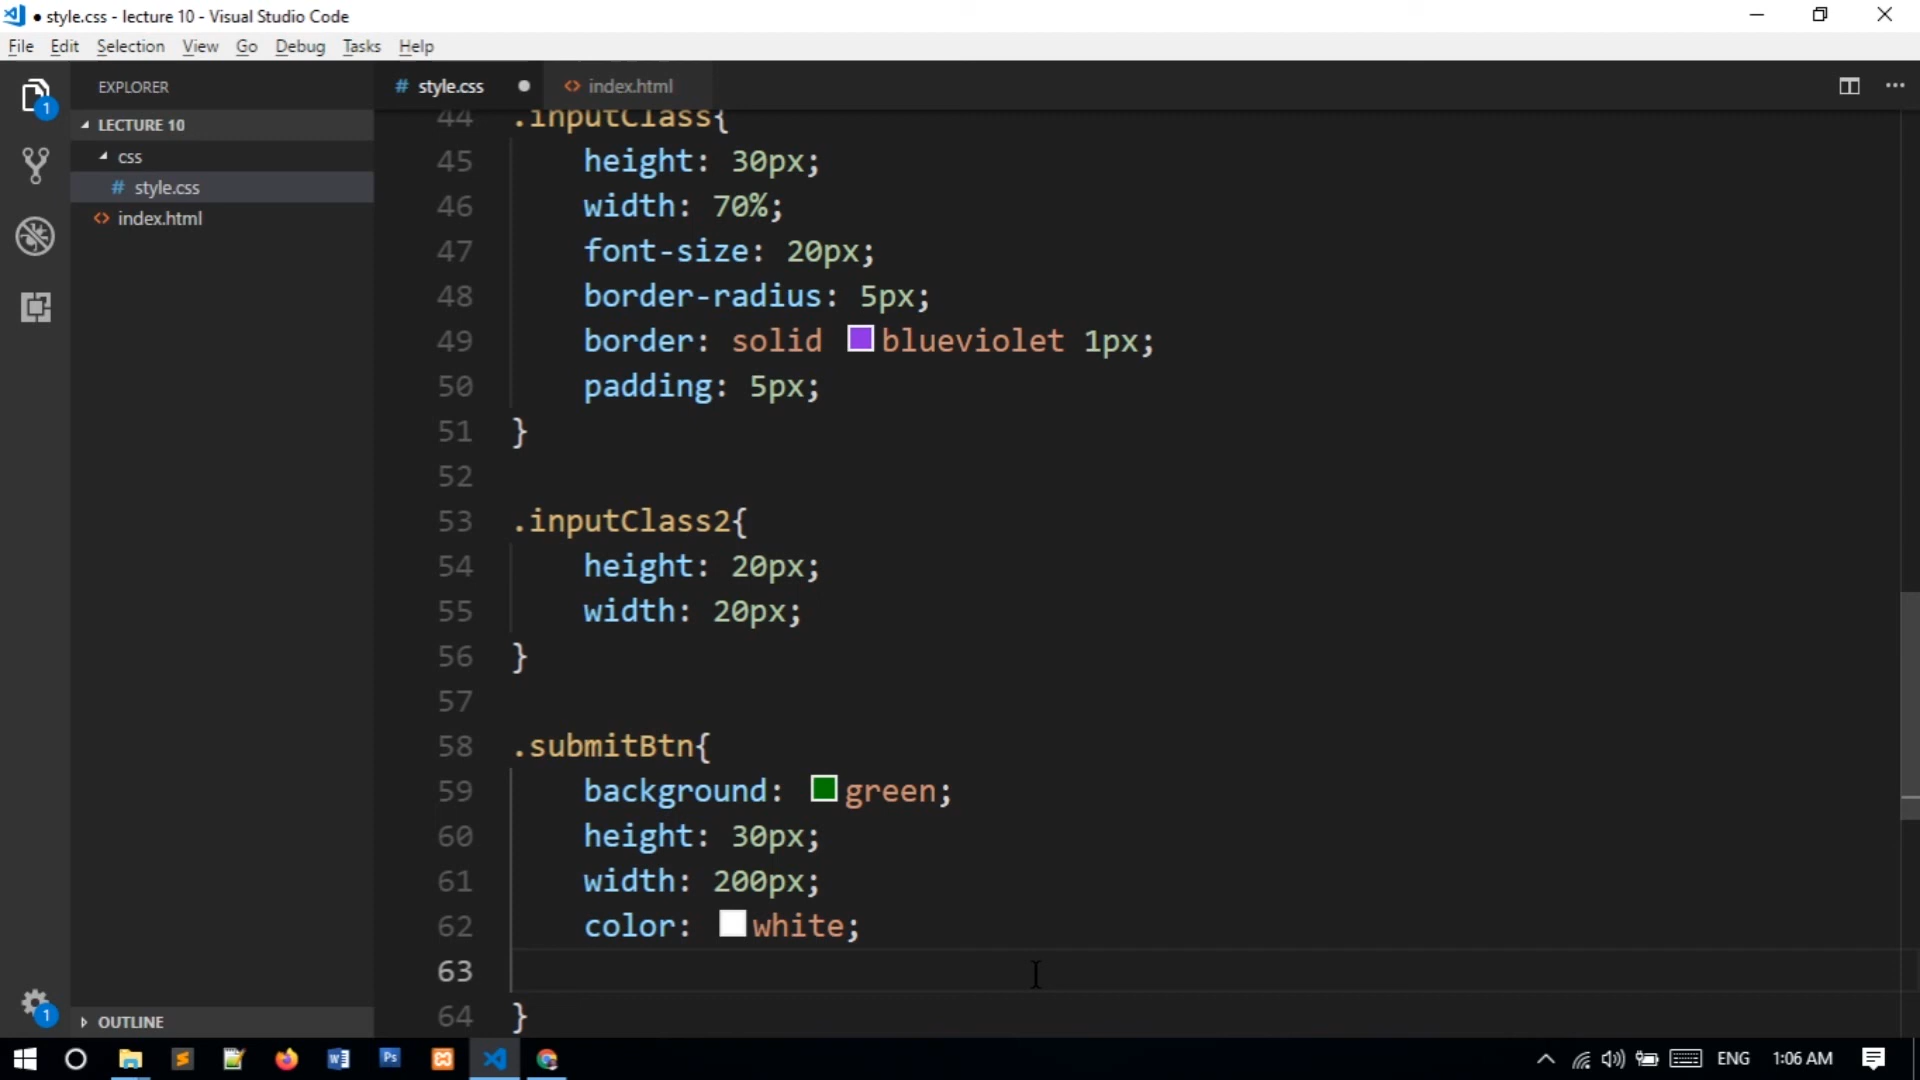 style.css - lecture 10 - Visual Studio Code
File Edit Selection View Go Debug Tasks Help
EXPLORER
# style.css
<> index.html
LECTURE 10
css
# style.css
<> index.html
OUTLINE
1
1
44 .inputClass{
45 height: 30px;
46 width: 70%;
47 font-size: 20px;
48 border-radius: 5px;
49 border: solid blueviolet 1px;
50 padding: 5px;
51 }
52
53 .inputClass2{
54 height: 20px;
55 width: 20px;
56 }
57
58 .submitBtn{
59 background: green;
60 height: 30px;
61 width: 200px;
62 color: white;
63
64 }
ENG 1:06 AM